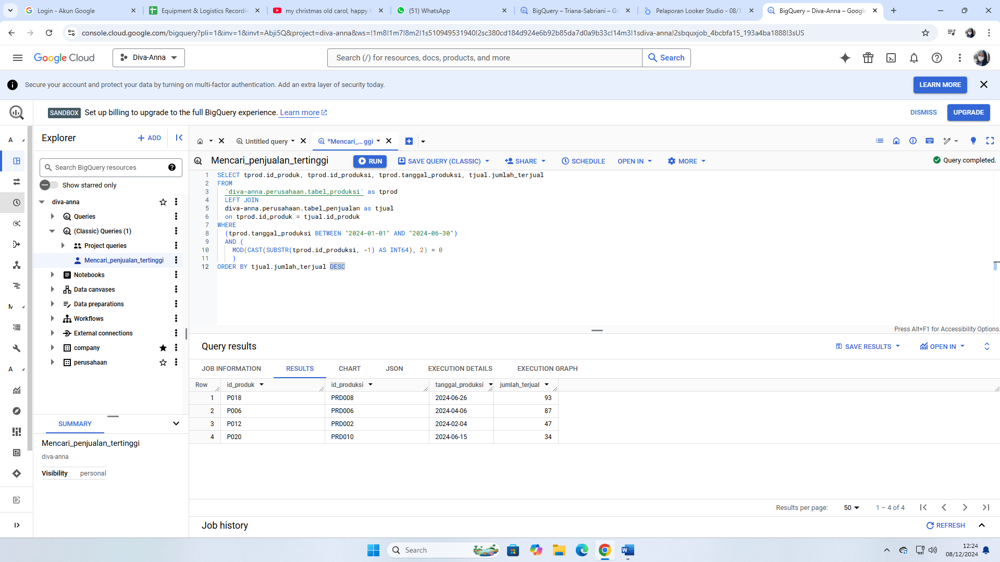 Login - Akun Google
Equipment & Logistics Recordin
my christmas old carol, happy
(51) WhatsApp
BigQuery – Triana-Sabriani – Go
Pelaporan Looker Studio - 08/1
BigQuery – Diva-Anna – Google
console.cloud.google.com/bigquery?pli=1&inv=1&invt=Abji5Q&project=diva-anna&ws=!1m8!1m7!8m2!1s510949531940!2sc380cd184d924e6b92b85da7d0a9b33c!14m3!1sdiva-anna!2sbquxjob_4bcbfa15_193a4ba1888!3sUS
Google Cloud
Diva-Anna
Search (/) for resources, docs, products, and more
Search
Secure your account and protect your data by turning on multi-factor authentication. Add an extra layer of security today.
LEARN MORE
SANDBOX Set up billing to upgrade to the full BigQuery experience. Learn more
DISMISS
UPGRADE
A
Explorer
+ ADD
Untitled query
*Mencari_...ggi
Search BigQuery resources
Show starred only
diva-anna
Queries
(Classic) Queries (1)
Project queries
Mencari_penjualan_tertinggi
Notebooks
Data canvases
Data preparations
M
Workflows
External connections
company
perusahaan
A
SUMMARY
Mencari_penjualan_tertinggi
diva-anna
Visibility personal
Mencari_penjualan_tertinggi
RUN
SAVE QUERY (CLASSIC)
SHARE
SCHEDULE
OPEN IN
MORE
Query completed.
1 SELECT tprod.id_produk, tprod.id_produksi, tprod.tanggal_produksi, tjual.jumlah_terjual
2 FROM
3 `diva-anna.perusahaan.tabel_produksi` as tprod
4 LEFT JOIN
5 diva-anna.perusahaan.tabel_penjualan as tjual
6 on tprod.id_produk = tjual.id_produk
7 WHERE
8 (tprod.tanggal_produksi BETWEEN "2024-01-01" AND "2024-06-30")
9 AND (
10 MOD(CAST(SUBSTR(tprod.id_produksi, -1) AS INT64), 2) = 0
11 )
12 ORDER BY tjual.jumlah_terjual DESC
Press Alt+F1 for Accessibility Options.
Query results
SAVE RESULTS
OPEN IN
JOB INFORMATION
RESULTS
CHART
JSON
EXECUTION DETAILS
EXECUTION GRAPH
Row id_produk id_produksi tanggal_produksi jumlah_terjual
1 P018 PRD008 2024-06-26 93
2 P006 PRD006 2024-04-06 87
3 P012 PRD002 2024-02-04 47
4 P020 PRD010 2024-06-15 34
Results per page: 50 1 – 4 of 4
Job history
REFRESH
Search
12:24
08/12/2024